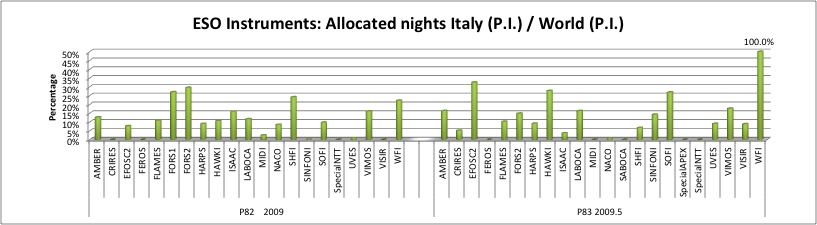 ESO Instruments: Allocated nights Italy (P.I.) / World (P.I.)
100.0%
Percentage
50%
45%
40%
35%
30%
25%
20%
15%
10%
5%
0%
AMBER
CRIRES
EFOSC2
FEROS
FLAMES
FORS1
FORS2
HARPS
HAWKI
ISAAC
LABOCA
MIDI
NACO
SHFI
SINFONI
SOFI
SpecialNTT
UVES
VIMOS
VISIR
WFI
AMBER
CRIRES
EFOSC2
FEROS
FLAMES
FORS2
HARPS
HAWKI
ISAAC
LABOCA
MIDI
NACO
SABOCA
SHFI
SINFONI
SOFI
SpecialAPEX
SpecialNTT
UVES
VIMOS
VISIR
WFI
P82 2009
P83 2009.5